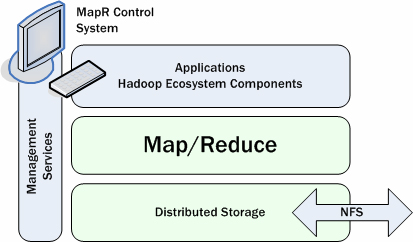 MapR Control
System
Applications
Hadoop Ecosystem Components
Management
Services
Map/Reduce
Distributed Storage
NFS